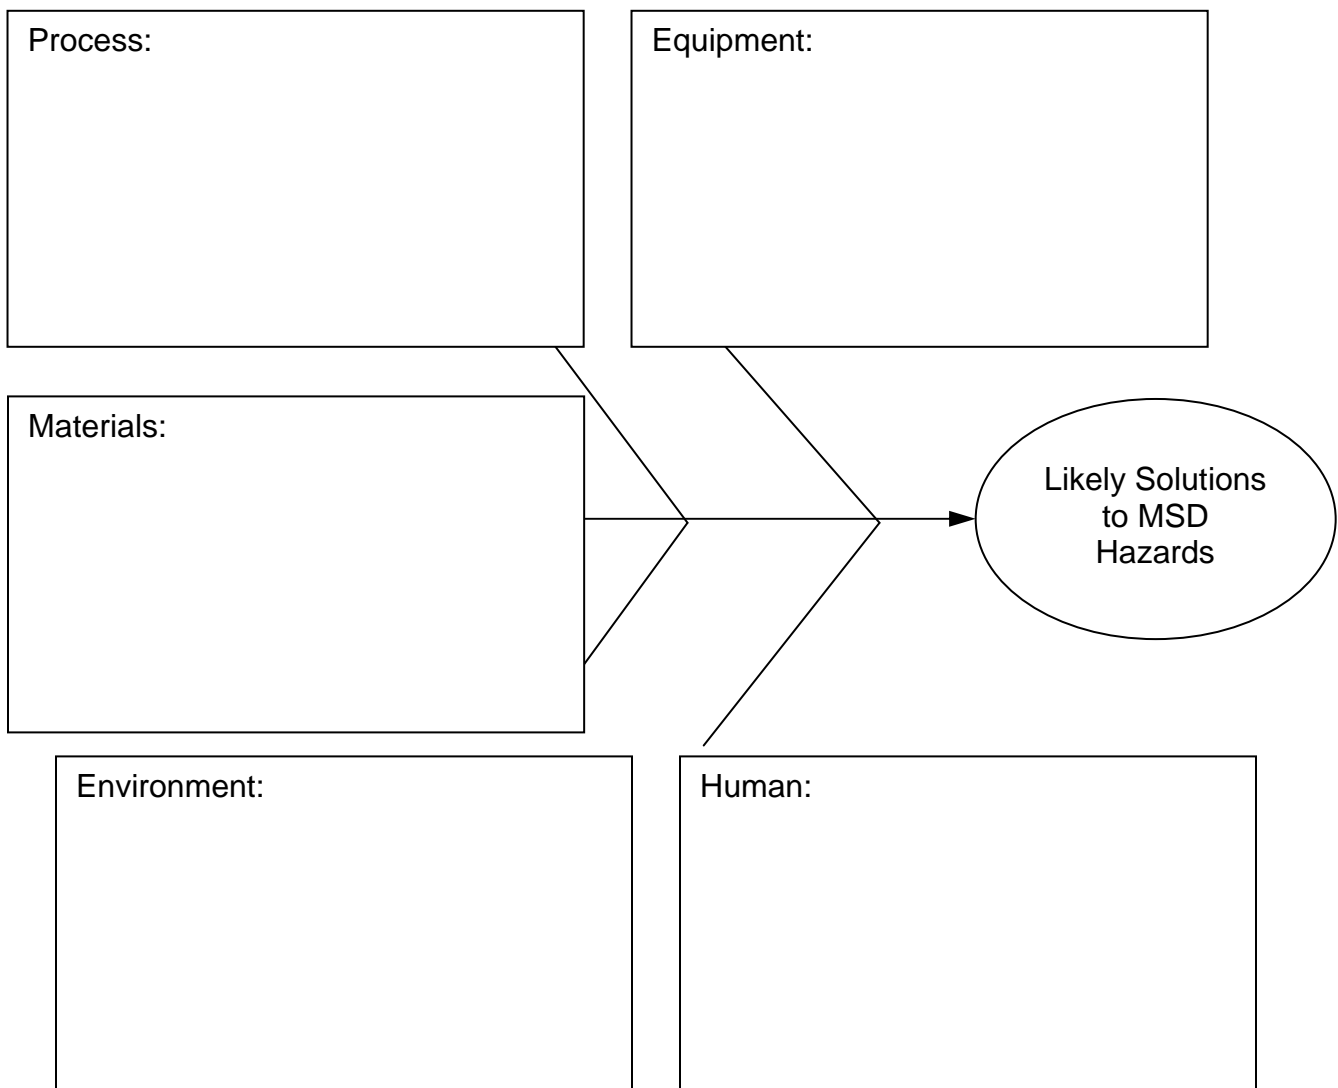 Process:
Equipment:
Materials:
Likely Solutions
to MSD
Hazards
Environment:
Human: